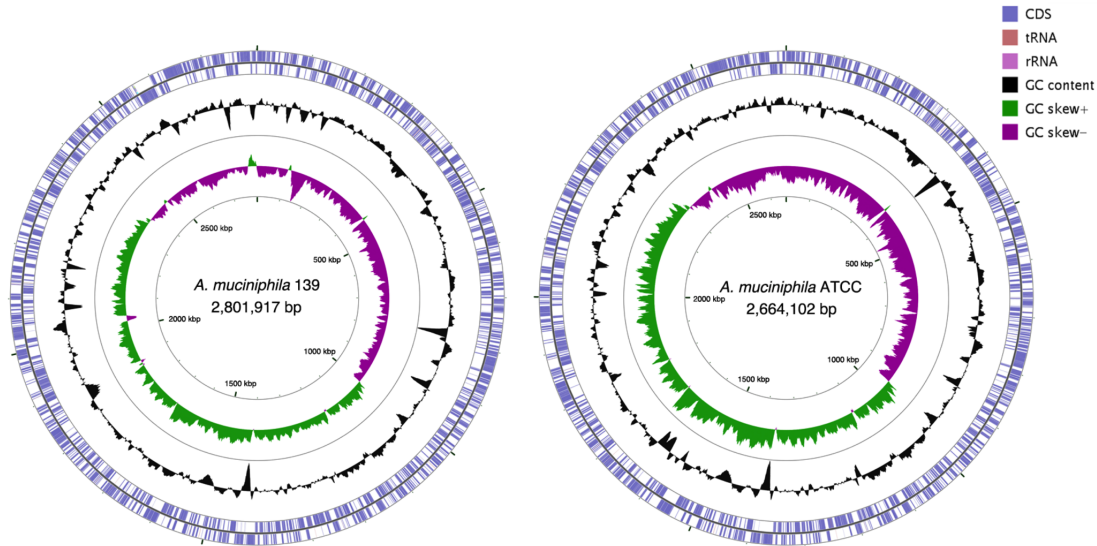 CDS
tRNA
rRNA
GC content
GC skew+
GC skew−
2500 kbp
500 kbp
A. muciniphila 139
2,801,917 bp
2000 kbp
1000 kbp
1500 kbp
2500 kbp
500 kbp
A. muciniphila ATCC
2000 kbp
2,664,102 bp
1000 kbp
1500 kbp